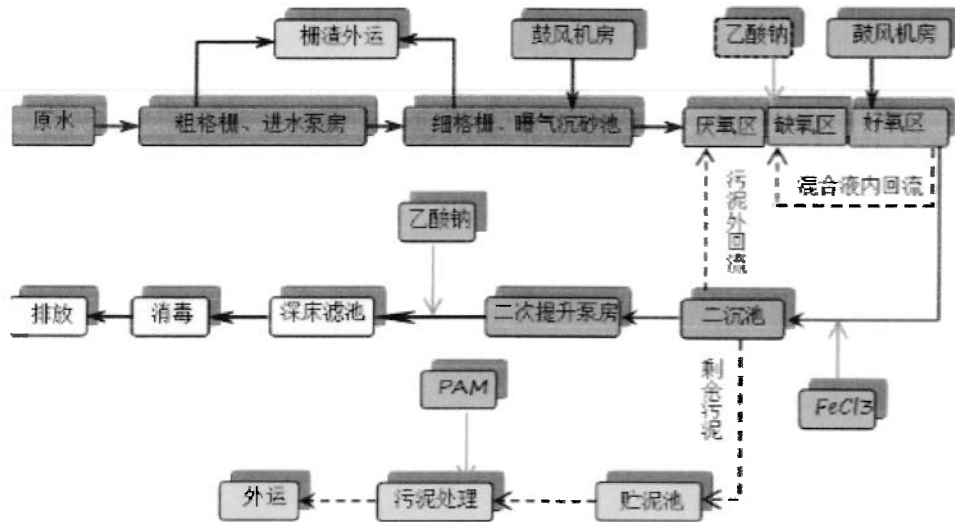 栅渣外运
鼓风机房
乙酸钠
鼓风机房
原水
粗格栅、进水泵房
细格栅、曝气沉砂池
厌氧区
缺氧区
好氧区
污泥外回流
混合液内回流
乙酸钠
排放
消毒
深床滤池
二次提升泵房
二沉池
剩余污泥
PAM
FeCl3
外运
污泥处理
贮泥池